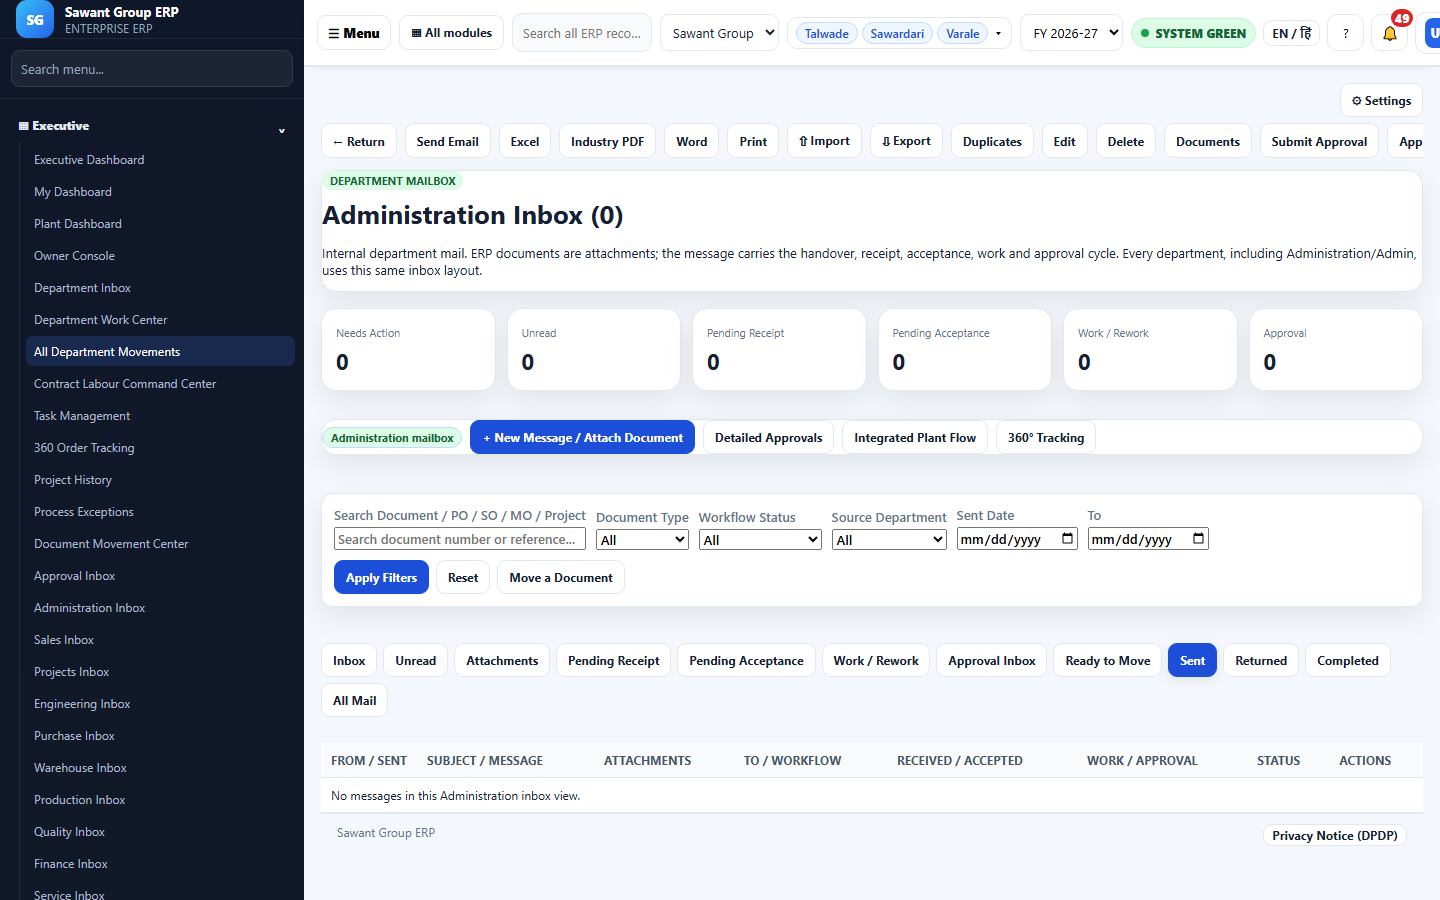 SG
Sawant Group ERP
ENTERPRISE ERP
Search menu...
Executive
Executive Dashboard
My Dashboard
Plant Dashboard
Owner Console
Department Inbox
Department Work Center
All Department Movements
Contract Labour Command Center
Task Management
360 Order Tracking
Project History
Process Exceptions
Document Movement Center
Approval Inbox
Administration Inbox
Sales Inbox
Projects Inbox
Engineering Inbox
Purchase Inbox
Warehouse Inbox
Production Inbox
Quality Inbox
Finance Inbox
Service Inbox
☰ Menu
All modules
Search all ERP reco...
Sawant Group
Talwade
Sawardari
Varale
FY 2026-27
SYSTEM GREEN
EN / हिं
?
49
U
⚙ Settings
← Return
Send Email
Excel
Industry PDF
Word
Print
⇧ Import
⇩ Export
Duplicates
Edit
Delete
Documents
Submit Approval
App
DEPARTMENT MAILBOX
Administration Inbox (0)
Internal department mail. ERP documents are attachments; the message carries the handover, receipt, acceptance, work and approval cycle. Every department, including Administration/Admin,
uses this same inbox layout.
Needs Action
0
Unread
0
Pending Receipt
0
Pending Acceptance
0
Work / Rework
0
Approval
0
Administration mailbox
+ New Message / Attach Document
Detailed Approvals
Integrated Plant Flow
360° Tracking
Search Document / PO / SO / MO / Project
Search document number or reference...
Document Type
All
Workflow Status
All
Source Department
All
Sent Date
mm/dd/yyyy
To
mm/dd/yyyy
Apply Filters
Reset
Move a Document
Inbox
Unread
Attachments
Pending Receipt
Pending Acceptance
Work / Rework
Approval Inbox
Ready to Move
Sent
Returned
Completed
All Mail
FROM / SENT
SUBJECT / MESSAGE
ATTACHMENTS
TO / WORKFLOW
RECEIVED / ACCEPTED
WORK / APPROVAL
STATUS
ACTIONS
No messages in this Administration inbox view.
Sawant Group ERP
Privacy Notice (DPDP)